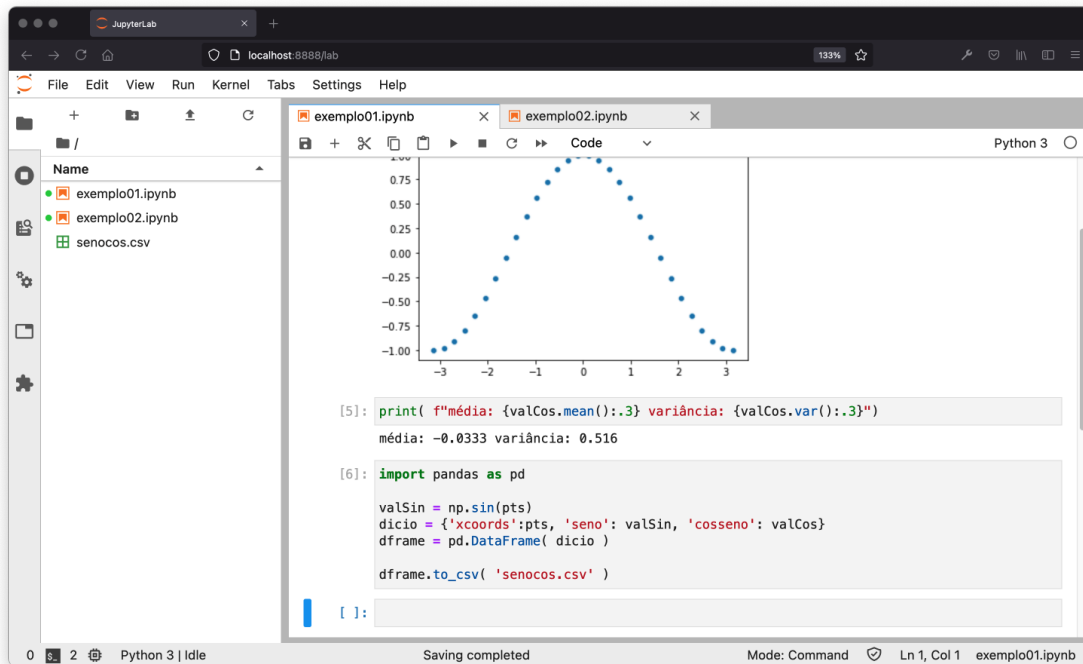 JupyterLab
localhost:8888/lab
133%
File Edit View Run Kernel Tabs Settings Help
exemplo01.ipynb
exemplo02.ipynb
/
Code
Python 3
Name
exemplo01.ipynb
exemplo02.ipynb
senocos.csv
1.00
0.75
0.50
0.25
0.00
−0.25
−0.50
−0.75
−1.00
−3 −2 −1 0 1 2 3
[5]: print( f"média: {valCos.mean():.3} variância: {valCos.var():.3}")
média: -0.0333 variância: 0.516
[6]: import pandas as pd
valSin = np.sin(pts)
dicio = {'xcoords':pts, 'seno': valSin, 'cosseno': valCos}
dframe = pd.DataFrame( dicio )
dframe.to_csv( 'senocos.csv' )
[ ]:
0 $_ 2 Python 3 | Idle Saving completed Mode: Command Ln 1, Col 1 exemplo01.ipynb